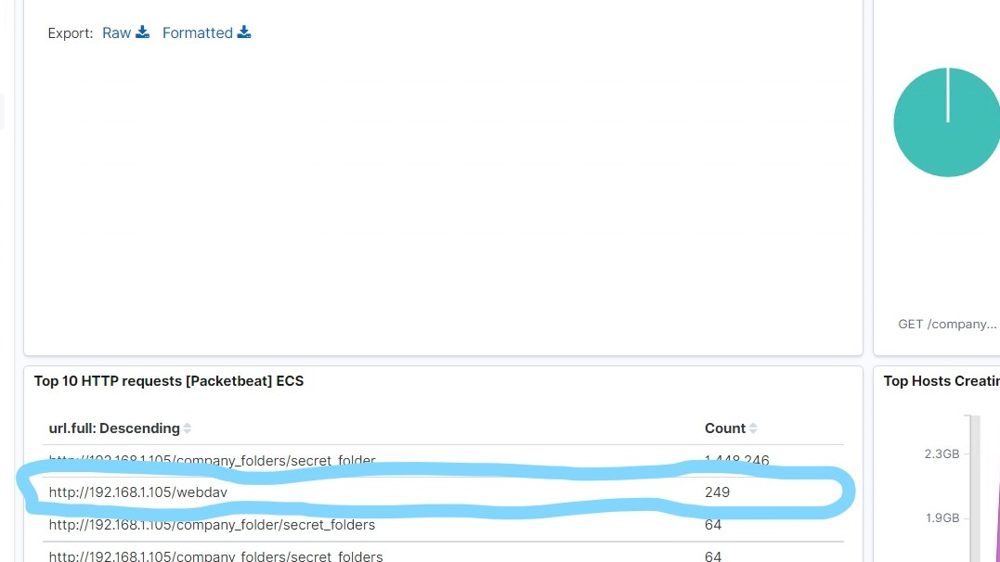 Export: Raw Formatted
GET /company...
Top 10 HTTP requests [Packetbeat] ECS
url.full: Descending Count
http://192.168.1.105/company_folders/secret_folder 1,448,246
http://192.168.1.105/webdav 249
http://192.168.1.105/company_folder/secret_folders 64
http://192.168.1.105/company_folders/secret_folders 64
Top Hosts Creatin
2.3GB
1.9GB